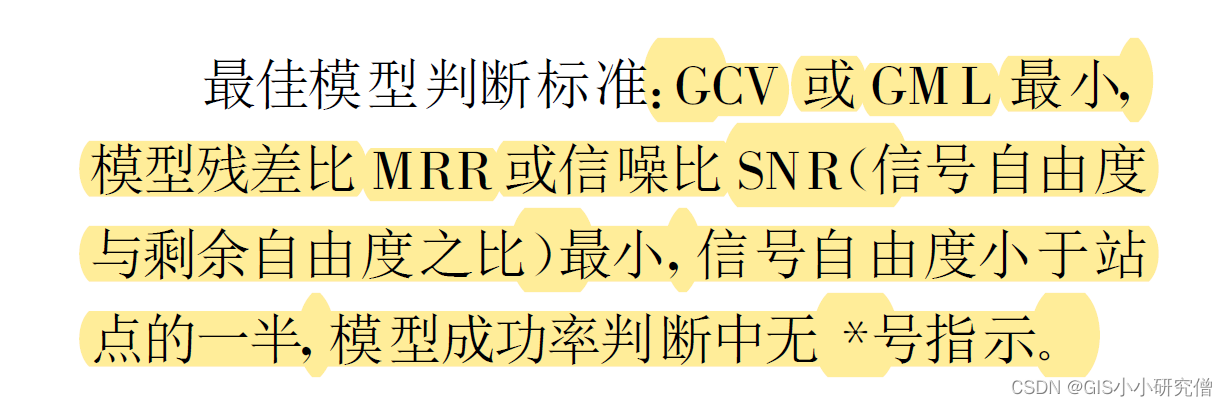 最佳模型判断标准:GCV 或 GML 最小,
模型残差比 MRR 或信噪比 SNR(信号自由度
与剩余自由度之比)最小,信号自由度小于站
点的一半,模型成功率判断中无 *号指示。
CSDN @GIS小小研究僧